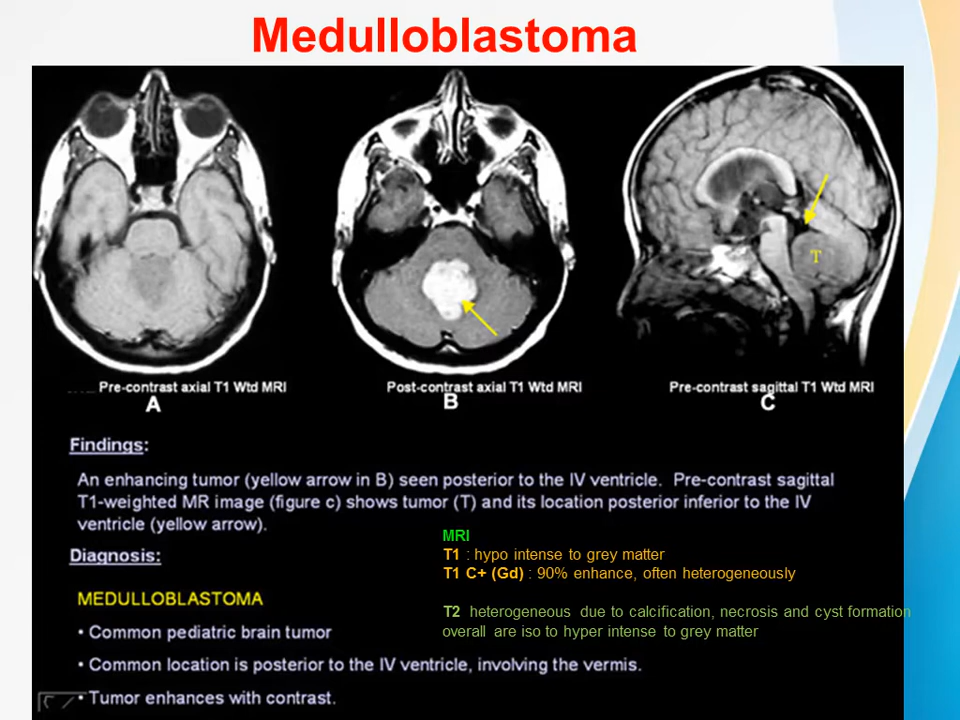 Medulloblastoma
T
Pre-contrast axial T1 Wtd MRI
Post-contrast axial T1 Wtd MRI
Pre-contrast sagittal T1 Wtd MRI
A
B
C
Findings:
An enhancing tumor (yellow arrow in B) seen posterior to the IV ventricle. Pre-contrast sagittal
T1-weighted MR image (figure c) shows tumor (T) and its location posterior inferior to the IV
ventricle (yellow arrow).
MRI
T1 : hypo intense to grey matter
T1 C+ (Gd) : 90% enhance, often heterogeneously
T2 heterogeneous due to calcification, necrosis and cyst formation
overall are iso to hyper intense to grey matter
Diagnosis:
MEDULLOBLASTOMA
• Common pediatric brain tumor
• Common location is posterior to the IV ventricle, involving the vermis.
• Tumor enhances with contrast.